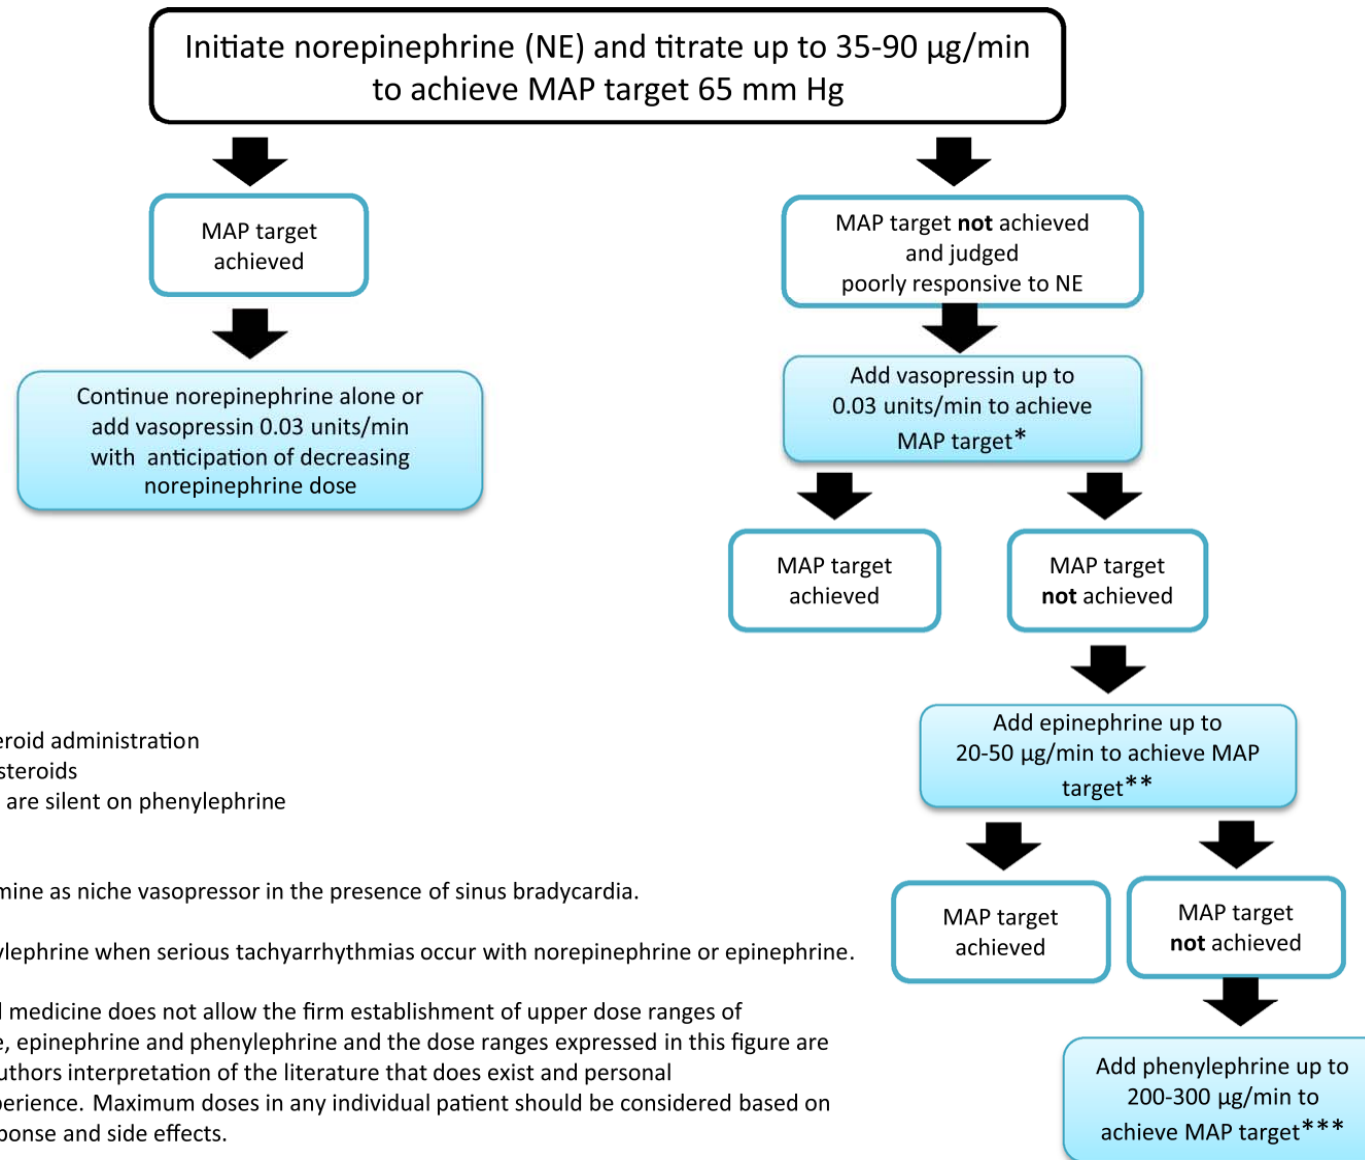 Initiate norepinephrine (NE) and titrate up to 35-90 µg/min
to achieve MAP target 65 mm Hg
MAP target
achieved
MAP target not achieved
and judged
poorly responsive to NE
Continue norepinephrine alone or
add vasopressin 0.03 units/min
with anticipation of decreasing
norepinephrine dose
Add vasopressin up to
0.03 units/min to achieve
MAP target*
MAP target
achieved
MAP target
not achieved
Add epinephrine up to
20-50 µg/min to achieve MAP
target**
MAP target
achieved
MAP target
not achieved
Add phenylephrine up to
200-300 µg/min to
achieve MAP target***
eroid administration
steroids
are silent on phenylephrine
mine as niche vasopressor in the presence of sinus bradycardia.
ylephrine when serious tachyarrhythmias occur with norepinephrine or epinephrine.
medicine does not allow the firm establishment of upper dose ranges of
, epinephrine and phenylephrine and the dose ranges expressed in this figure are
uthors interpretation of the literature that does exist and personal
perience. Maximum doses in any individual patient should be considered based on
ponse and side effects.